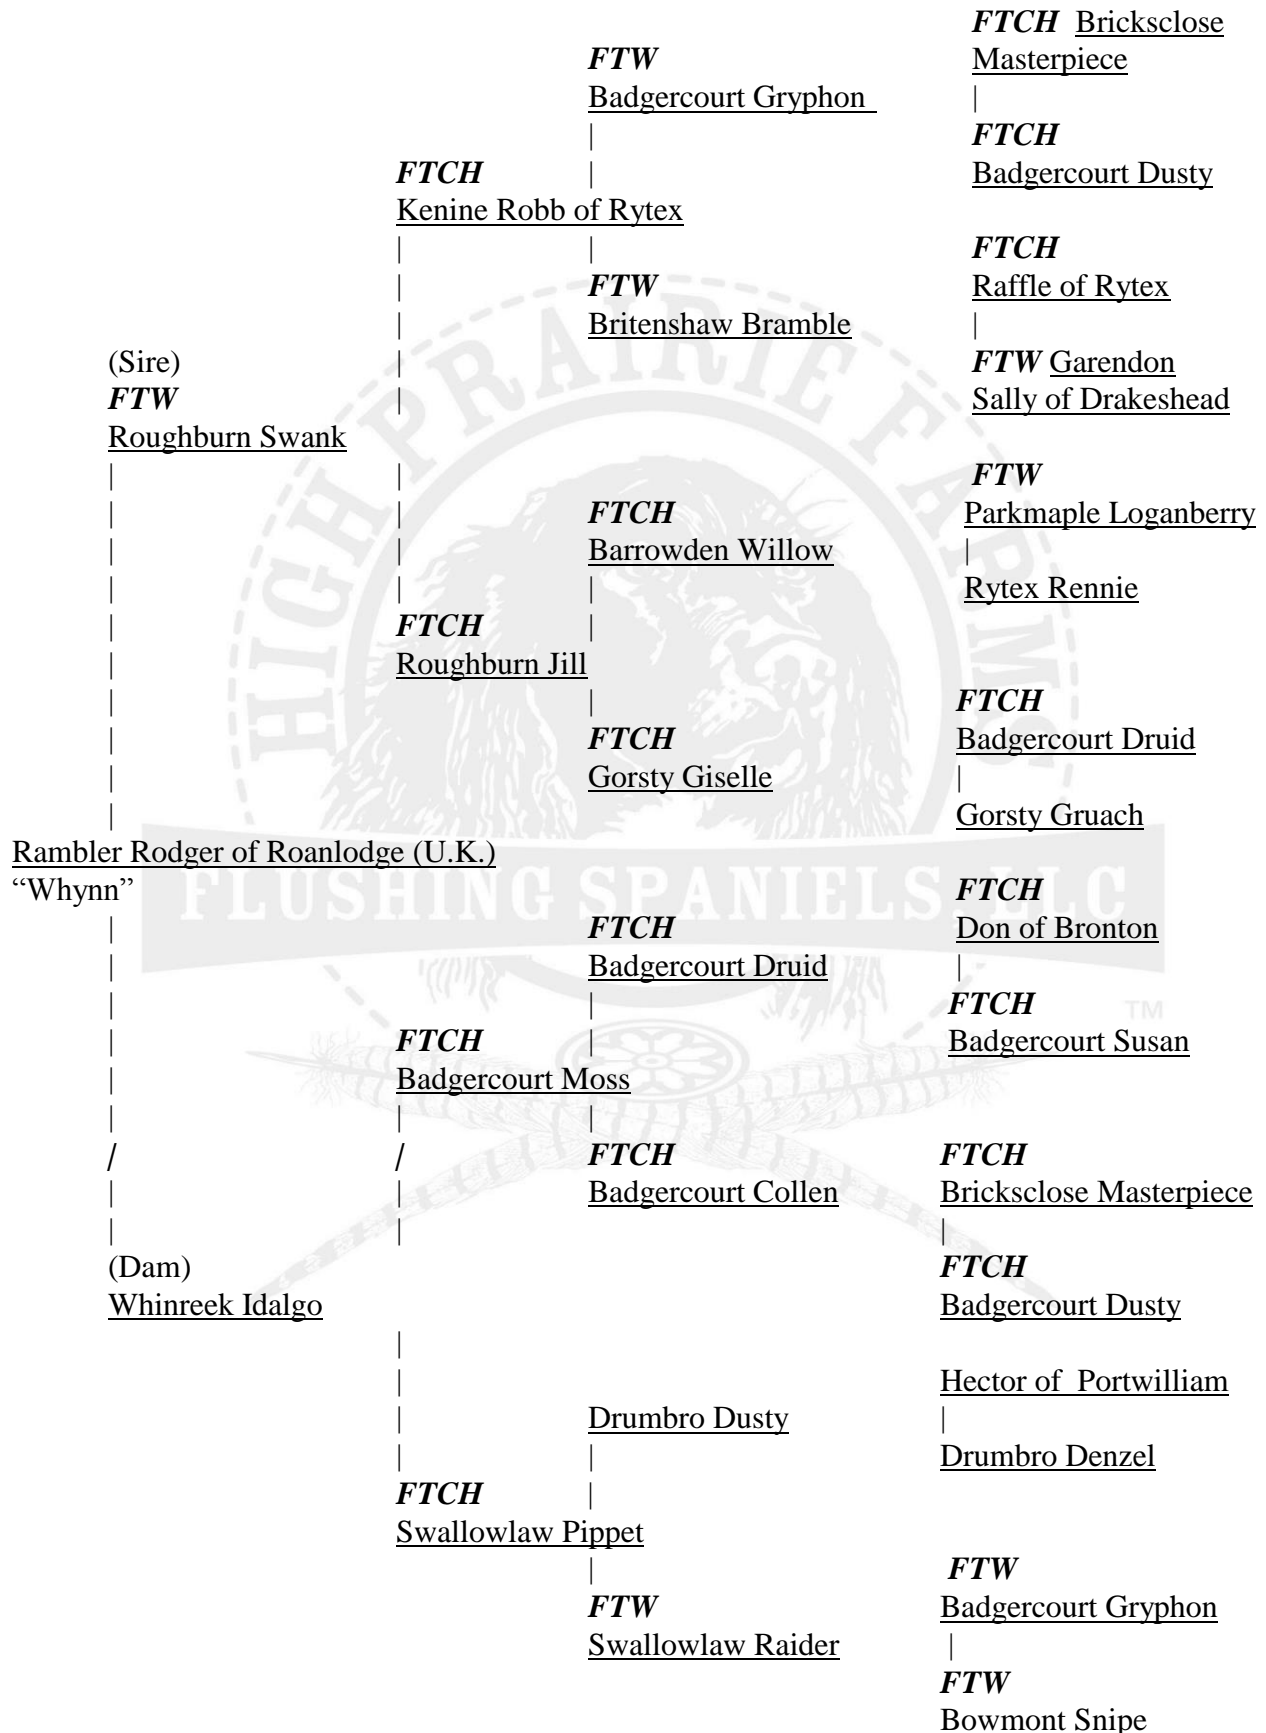 FTCH Bricksclose
Masterpiece
FTW
Badgercourt Gryphon
FTCH
Badgercourt Dusty
FTCH
Kenine Robb of Rytex
FTCH
Raffle of Rytex
FTW
Britenshaw Bramble
FTW Garendon
Sally of Drakeshead
(Sire)
FTW
Roughburn Swank
FTW
Parkmaple Loganberry
FTCH
Barrowden Willow
Rytex Rennie
FTCH
Roughburn Jill
FTCH
Badgercourt Druid
FTCH
Gorsty Giselle
Gorsty Gruach
Rambler Rodger of Roanlodge (U.K.)
“Whynn”
FTCH
Don of Bronton
FTCH
Badgercourt Druid
FTCH
Badgercourt Susan
FTCH
Badgercourt Moss
FTCH
Badgercourt Collen
FTCH
Bricksclose Masterpiece
(Dam)
Whinreek Idalgo
FTCH
Badgercourt Dusty
Hector of Portwilliam
Drumbro Dusty
Drumbro Denzel
FTCH
Swallowlaw Pippet
FTW
Badgercourt Gryphon
FTW
Swallowlaw Raider
FTW
Bowmont Snipe
HIGH PRAIRIE FARMS
FLUSHING SPANIELS, LLC
TM